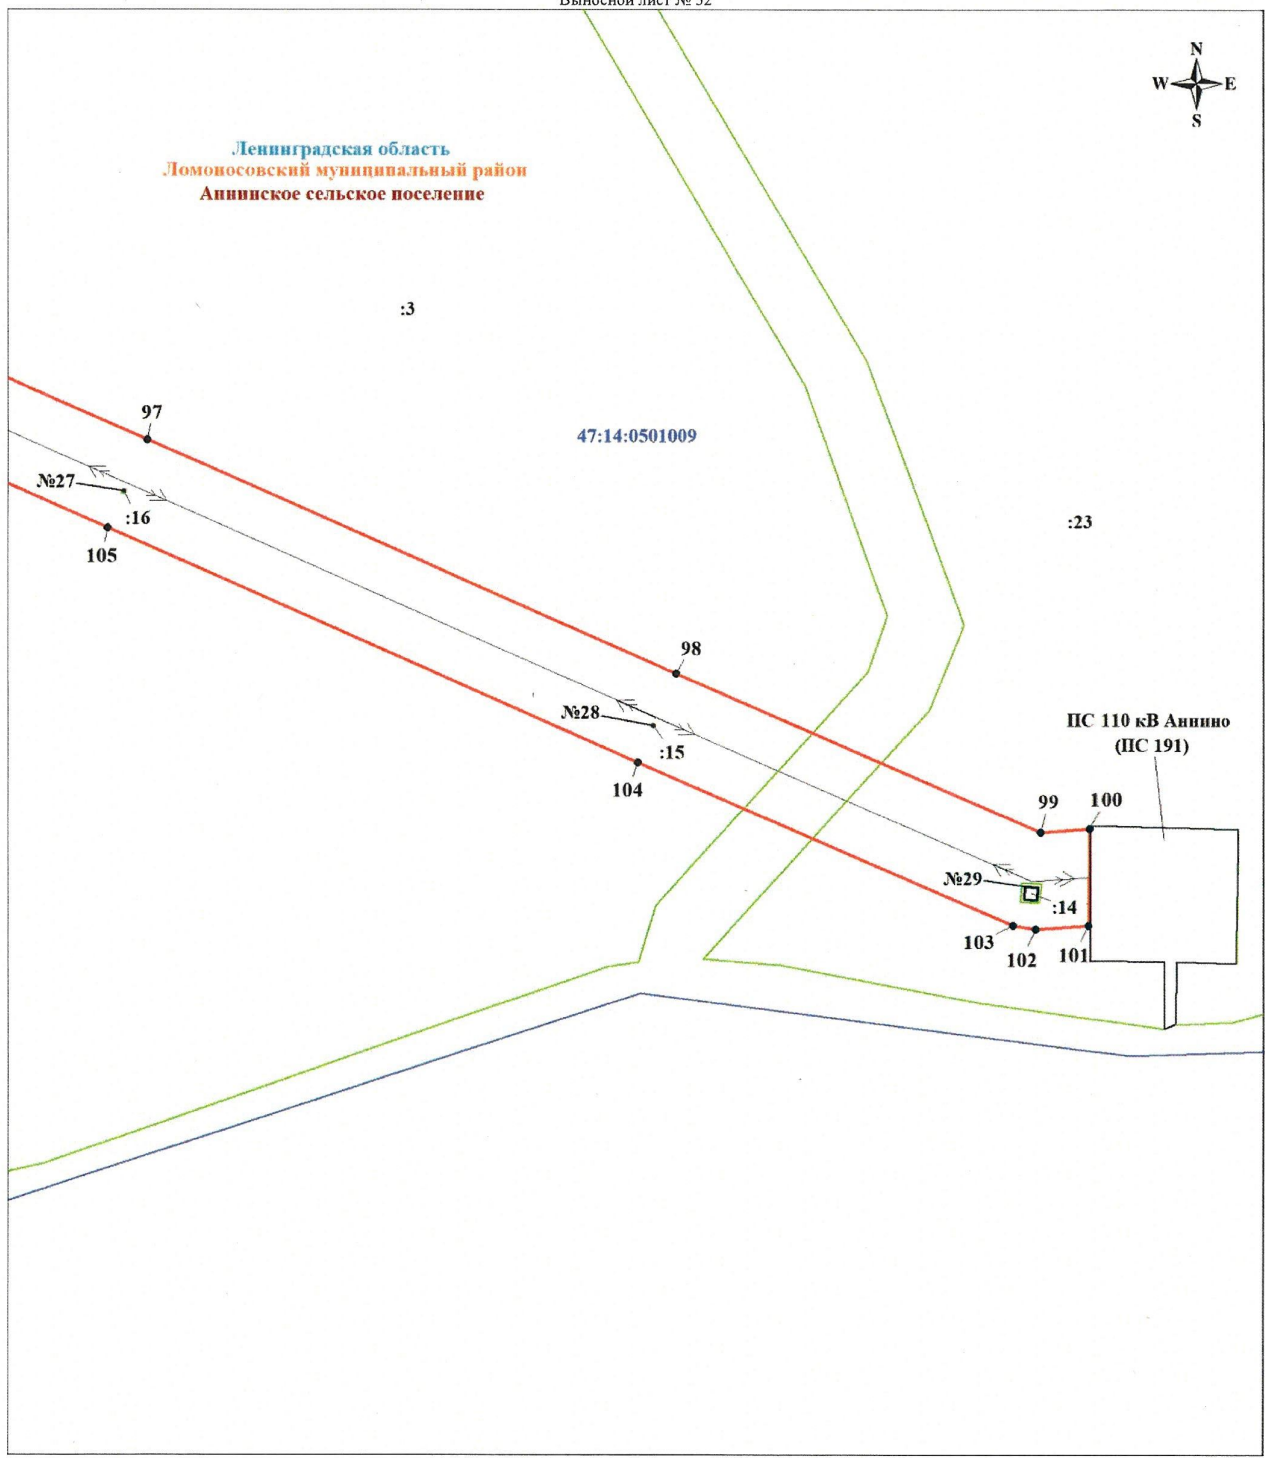 Выносной лист № 32
N
W E
S
Ленинградская область
Ломоносовский муниципальный район
Аннинское сельское поселение
:3
97
47:14:0501009
№27
:16
105
:23
98
№28
:15
104
ПС 110 кВ Аннино
(ПС 191)
99
100
№29
:14
103
102
101